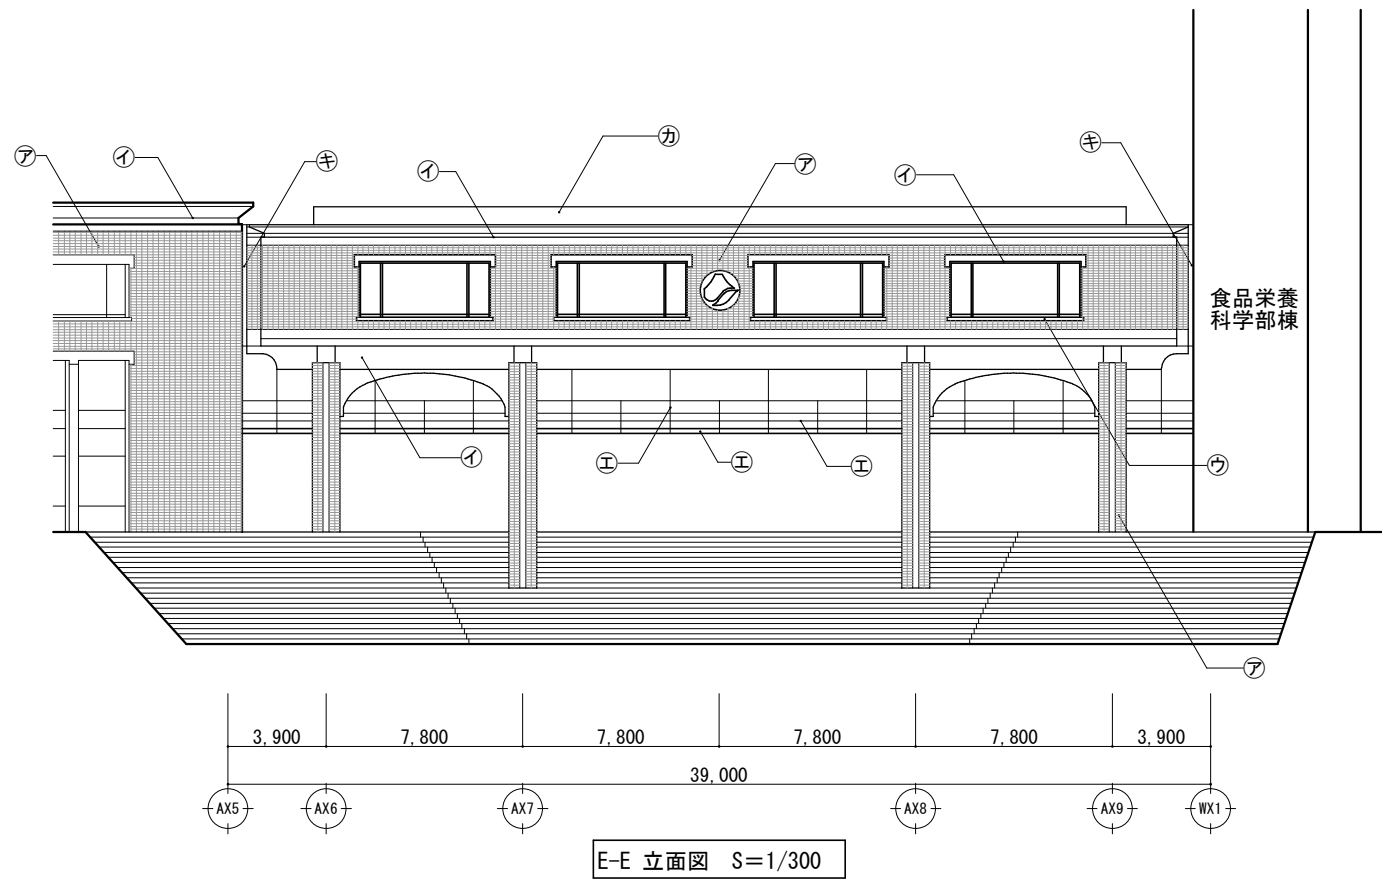 ㋕
㋐
㋑
㋖
㋑
㋐
㋑
㋖
食品栄養
科学部棟
㋑
㋓
㋓
㋓
㋒
㋐
3,900
7,800
7,800
7,800
7,800
3,900
39,000
AX5
AX6
AX7
AX8
AX9
WX1
E-E 立面図 S=1/300